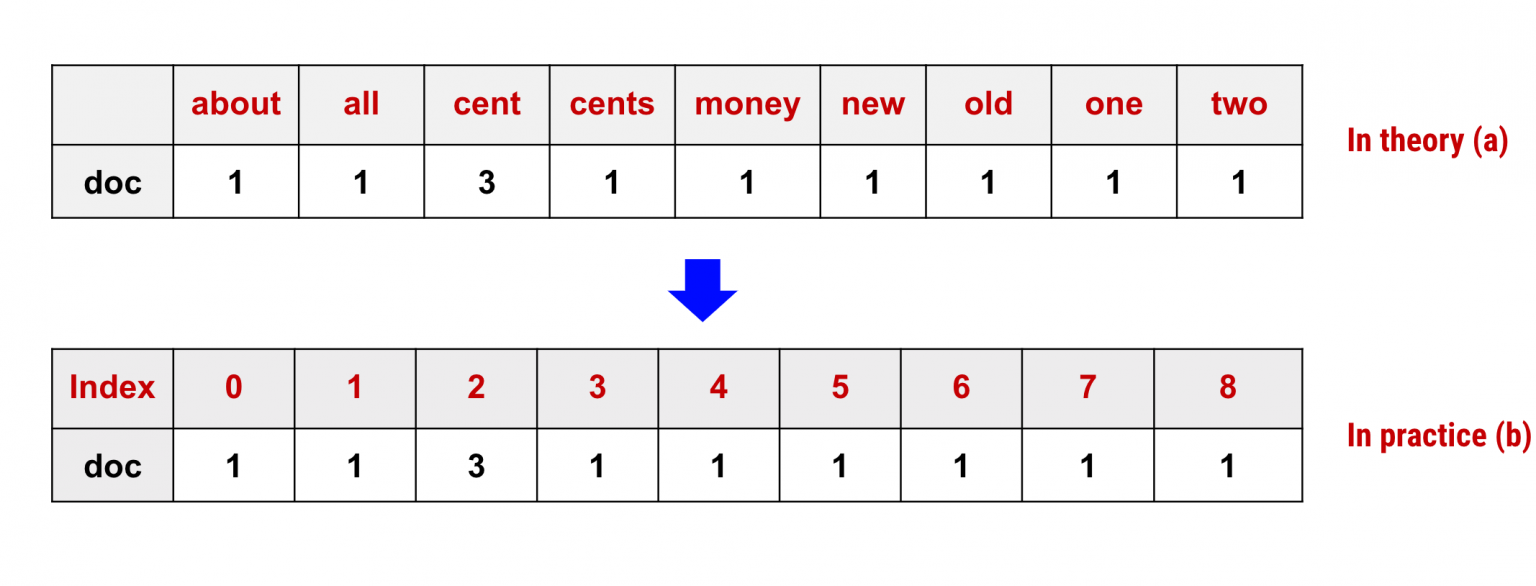 about all cent cents money new old one two
doc 1 1 3 1 1 1 1 1 1
In theory (a)
Index 0 1 2 3 4 5 6 7 8
doc 1 1 3 1 1 1 1 1 1
In practice (b)